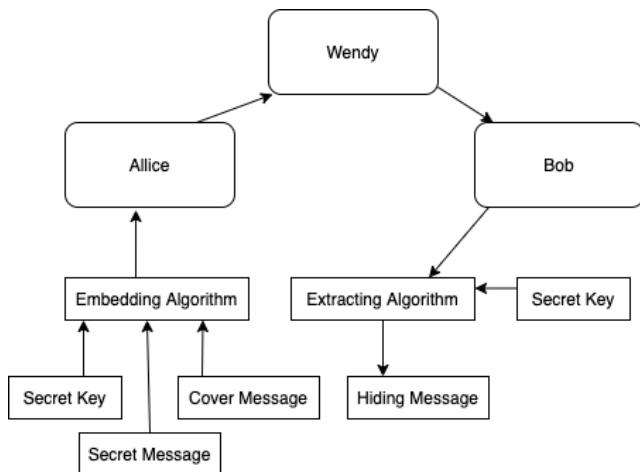 Wendy
Allice
Bob
Embedding Algorithm
Extracting Algorithm
Secret Key
Secret Key
Cover Message
Hiding Message
Secret Message